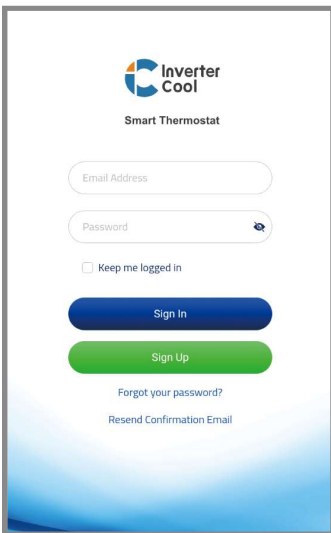 Inverter
Cool
Smart Thermostat
Email Address
Password
Keep me logged in
Sign In
Sign Up
Forgot your password?
Resend Confirmation Email